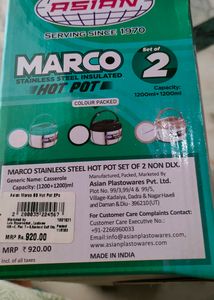 ASIAN
SERVING SINCE 1970
MARCO
Set of
2
STAINLESS STEEL INSULATED
HOT POT
Capacity:
1200ml+1200ml
COLOUR PACKED
MARCO STAINLESS STEEL HOT POT SET OF 2 NON DLX.
Generic Name: Casserole
Capacity: (1200+1200)ml
Manufactured, Packed, Marketed By
Asian Plastowares Pvt. Ltd.
Plot No. 99/3,99/4 & 99/5,
Village-Kadaiya, Dadra & Nagar Haveli
and Daman & Diu- 396210(UT)
For Customer Care Complaints Contact:
Customer Care Executive No.:
+91-2266960033
Email:info@asianplastowares.com,
www.asianplastowares.com
MRP Rs.920.00
MRP ₹ 920.00
Incl. of all taxes
MADE IN INDIA